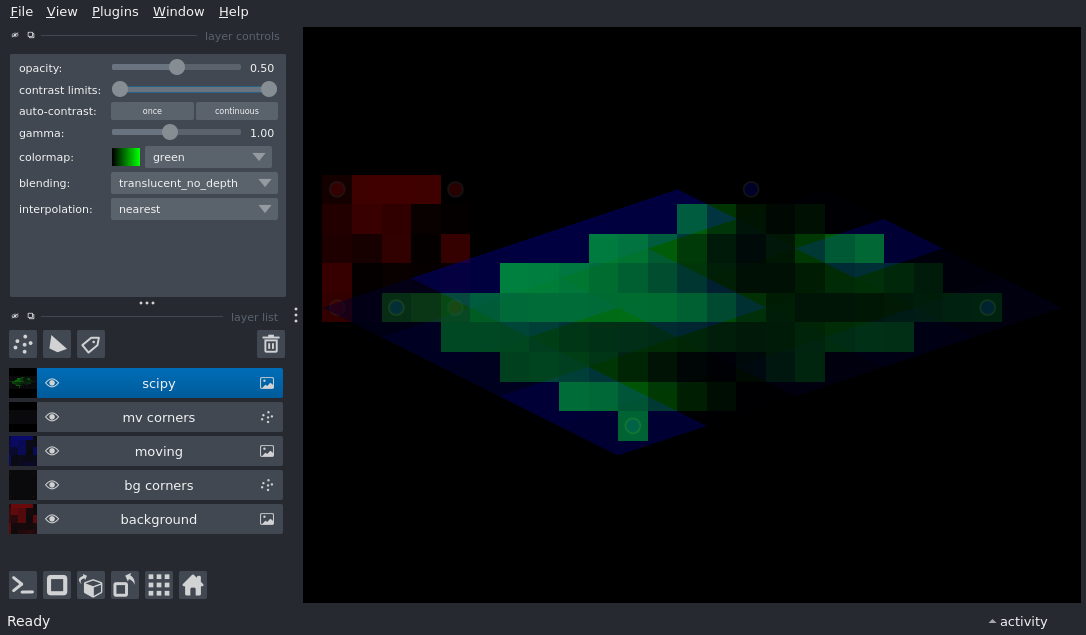 File View Plugins Window Help
layer controls
opacity: 0.50
contrast limits:
auto-contrast: once continuous
gamma: 1.00
colormap: green
blending: translucent_no_depth
interpolation: nearest
layer list
scipy
mv corners
moving
bg corners
background
Ready
activity